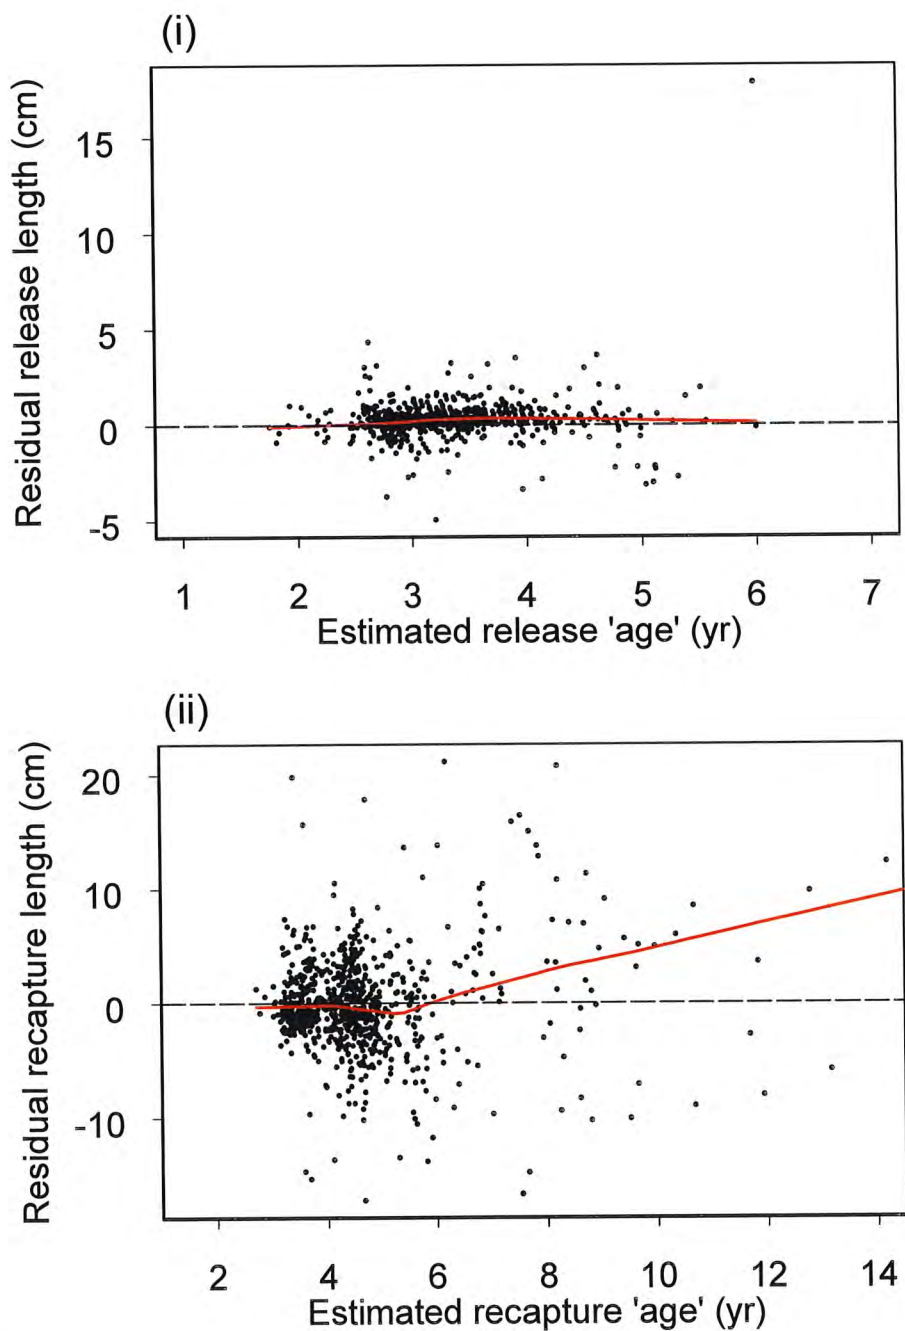 (i)
Residual release length (cm)
15
10
5
0
-5
1 2 3 4 5 6 7
Estimated release 'age' (yr)
(ii)
Residual recapture length (cm)
20
10
0
-10
2 4 6 8 10 12 14
Estimated recapture 'age' (yr)